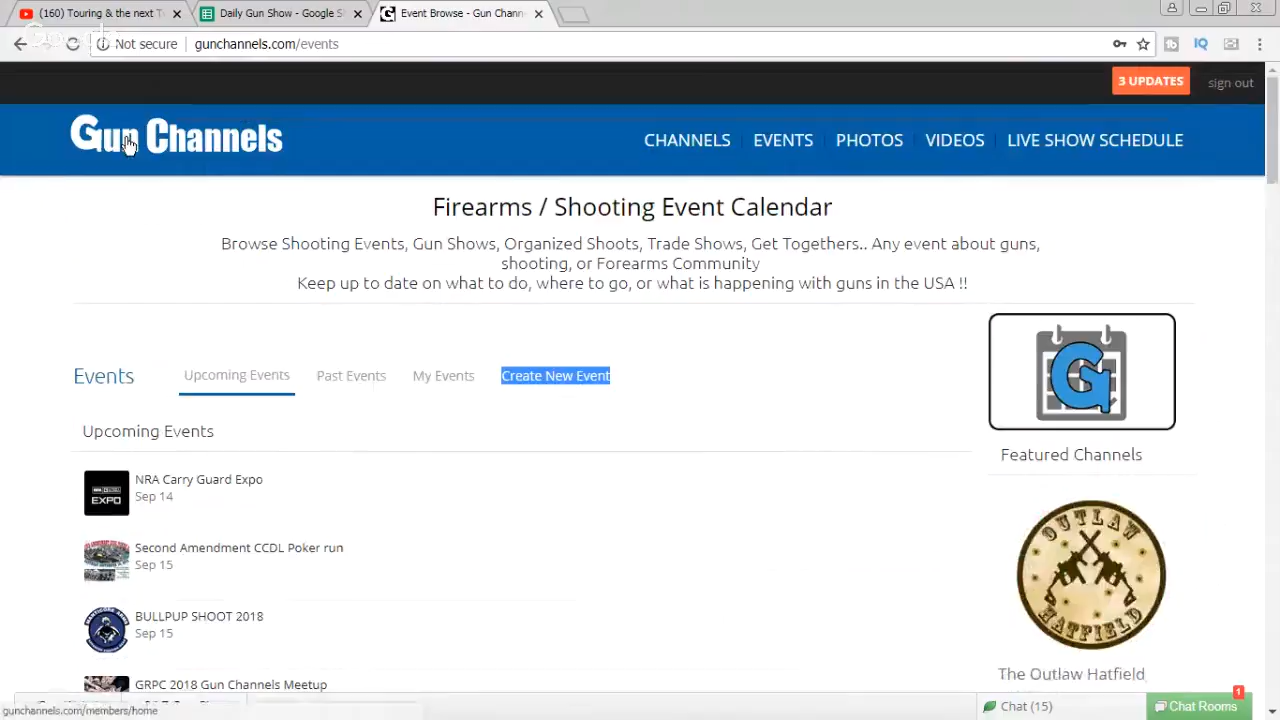 (160) Touring & the next T
Daily Gun Show - Google S
Event Browse - Gun Chann
Not secure
gunchannels.com/events
3 UPDATES
sign out
Gun Channels
CHANNELS
EVENTS
PHOTOS
VIDEOS
LIVE SHOW SCHEDULE
Firearms / Shooting Event Calendar
Browse Shooting Events, Gun Shows, Organized Shoots, Trade Shows, Get Togethers.. Any event about guns,
shooting, or Forearms Community
Keep up to date on what to do, where to go, or what is happening with guns in the USA !!
Events
Upcoming Events
Past Events
My Events
Create New Event
Upcoming Events
NRA Carry Guard Expo
Sep 14
Second Amendment CCDL Poker run
Sep 15
BULLPUP SHOOT 2018
Sep 15
GRPC 2018 Gun Channels Meetup
G
Featured Channels
OUTLAW
HATFIELD
The Outlaw Hatfield
EXPO
gunchannels.com/members/home
Chat (15)
Chat Rooms
1